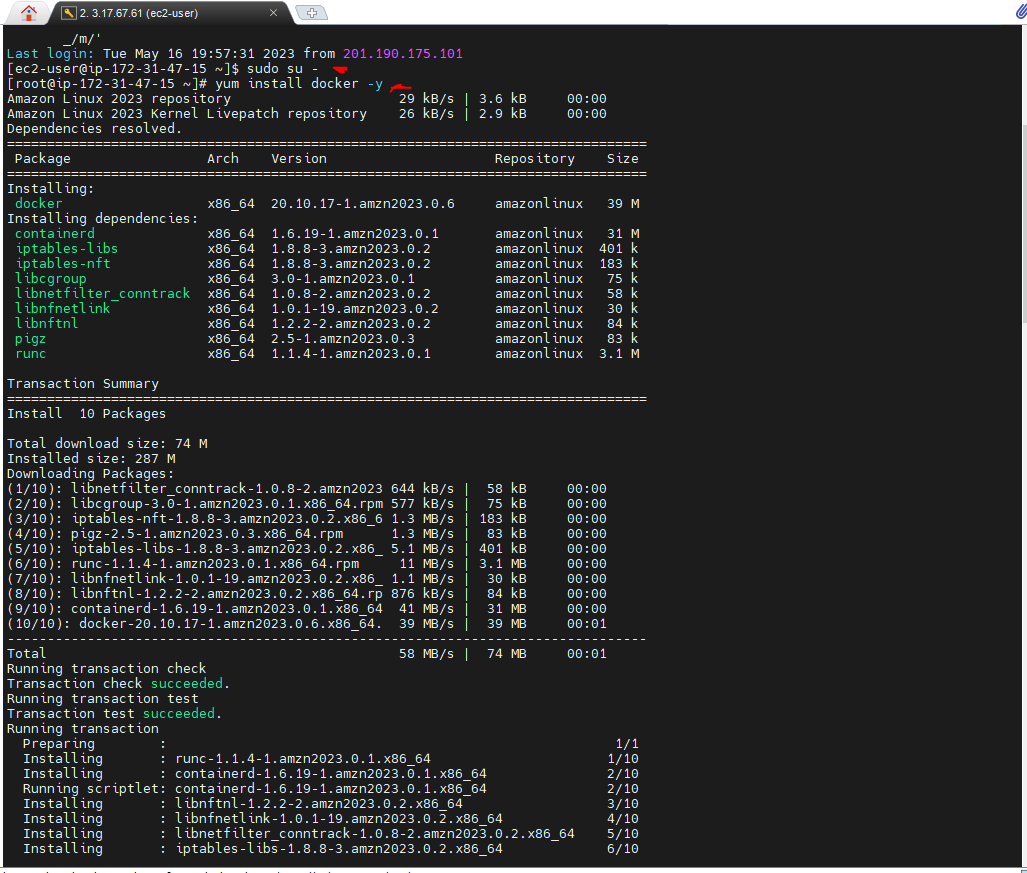 2. 3.17.67.61 (ec2-user)
_/m/'
Last login: Tue May 16 19:57:31 2023 from 201.190.175.101
[ec2-user@ip-172-31-47-15 ~]$ sudo su -
[root@ip-172-31-47-15 ~]# yum install docker -y
Amazon Linux 2023 repository 29 kB/s | 3.6 kB 00:00
Amazon Linux 2023 Kernel Livepatch repository 26 kB/s | 2.9 kB 00:00
Dependencies resolved.
================================================================================
Package Arch Version Repository Size
================================================================================
Installing:
docker x86_64 20.10.17-1.amzn2023.0.6 amazonlinux 39 M
Installing dependencies:
containerd x86_64 1.6.19-1.amzn2023.0.1 amazonlinux 31 M
iptables-libs x86_64 1.8.8-3.amzn2023.0.2 amazonlinux 401 k
iptables-nft x86_64 1.8.8-3.amzn2023.0.2 amazonlinux 183 k
libcgroup x86_64 3.0-1.amzn2023.0.1 amazonlinux 75 k
libnetfilter_conntrack x86_64 1.0.8-2.amzn2023.0.2 amazonlinux 58 k
libnfnetlink x86_64 1.0.1-19.amzn2023.0.2 amazonlinux 30 k
libnftnl x86_64 1.2.2-2.amzn2023.0.2 amazonlinux 84 k
pigz x86_64 2.5-1.amzn2023.0.3 amazonlinux 83 k
runc x86_64 1.1.4-1.amzn2023.0.1 amazonlinux 3.1 M
Transaction Summary
================================================================================
Install 10 Packages
Total download size: 74 M
Installed size: 287 M
Downloading Packages:
(1/10): libnetfilter_conntrack-1.0.8-2.amzn2023 644 kB/s | 58 kB 00:00
(2/10): libcgroup-3.0-1.amzn2023.0.1.x86_64.rpm 577 kB/s | 75 kB 00:00
(3/10): iptables-nft-1.8.8-3.amzn2023.0.2.x86_6 1.3 MB/s | 183 kB 00:00
(4/10): pigz-2.5-1.amzn2023.0.3.x86_64.rpm 1.3 MB/s | 83 kB 00:00
(5/10): iptables-libs-1.8.8-3.amzn2023.0.2.x86_ 5.1 MB/s | 401 kB 00:00
(6/10): runc-1.1.4-1.amzn2023.0.1.x86_64.rpm 11 MB/s | 3.1 MB 00:00
(7/10): libnfnetlink-1.0.1-19.amzn2023.0.2.x86_ 1.1 MB/s | 30 kB 00:00
(8/10): libnftnl-1.2.2-2.amzn2023.0.2.x86_64.rp 876 kB/s | 84 kB 00:00
(9/10): containerd-1.6.19-1.amzn2023.0.1.x86_64 41 MB/s | 31 MB 00:00
(10/10): docker-20.10.17-1.amzn2023.0.6.x86_64. 39 MB/s | 39 MB 00:01
--------------------------------------------------------------------------------
Total 58 MB/s | 74 MB 00:01
Running transaction check
Transaction check succeeded.
Running transaction test
Transaction test succeeded.
Running transaction
Preparing : 1/1
Installing : runc-1.1.4-1.amzn2023.0.1.x86_64 1/10
Installing : containerd-1.6.19-1.amzn2023.0.1.x86_64 2/10
Running scriptlet: containerd-1.6.19-1.amzn2023.0.1.x86_64 2/10
Installing : libnftnl-1.2.2-2.amzn2023.0.2.x86_64 3/10
Installing : libnfnetlink-1.0.1-19.amzn2023.0.2.x86_64 4/10
Installing : libnetfilter_conntrack-1.0.8-2.amzn2023.0.2.x86_64 5/10
Installing : iptables-libs-1.8.8-3.amzn2023.0.2.x86_64 6/10